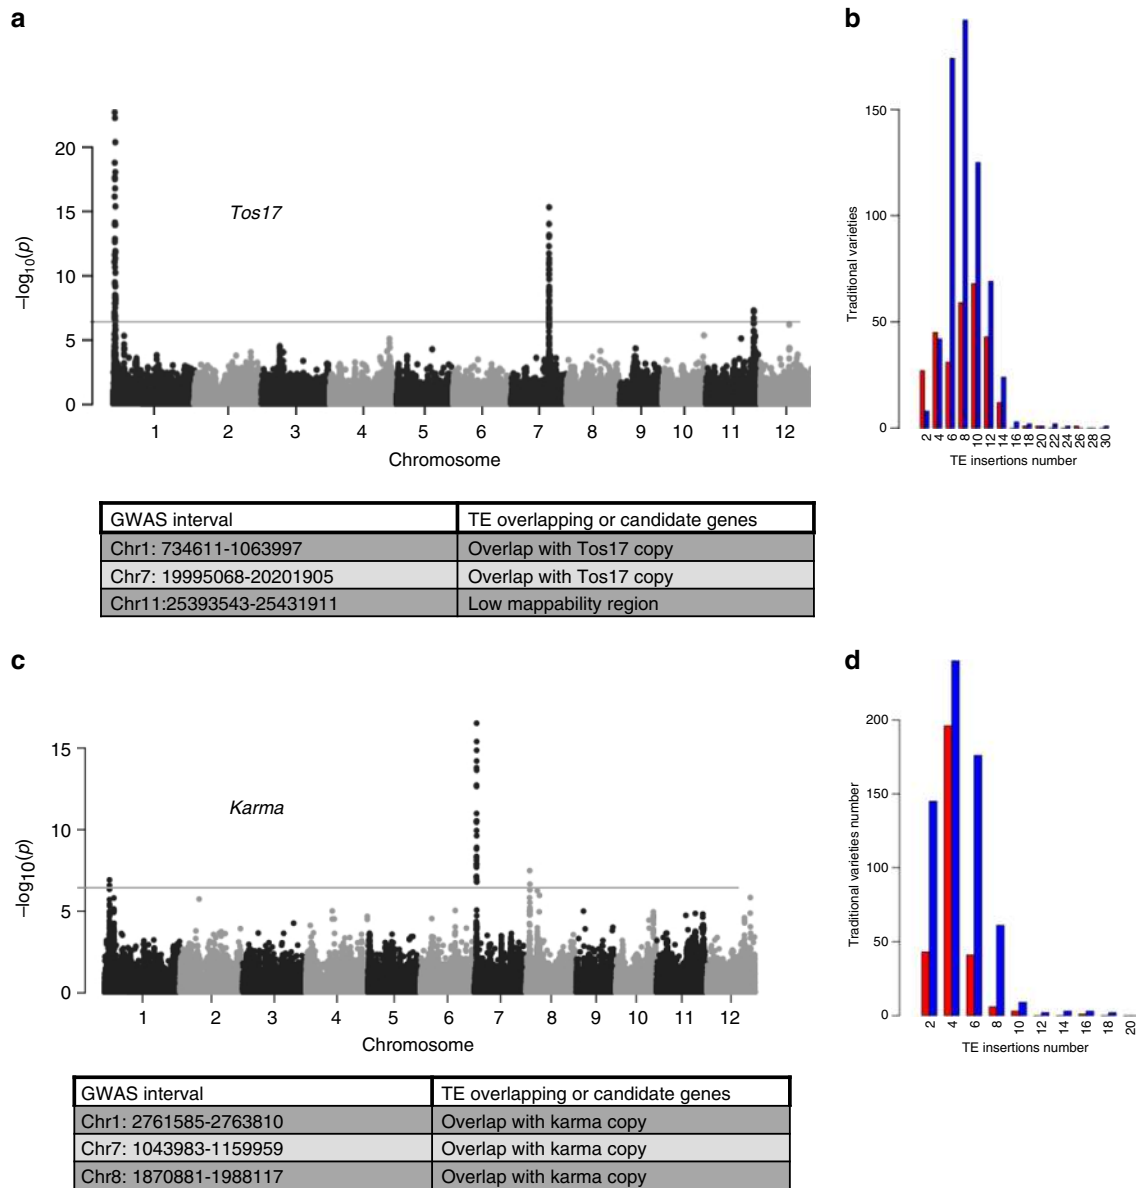 a
b
20
15
10
5
0
–log10(p)
Tos17
1 2 3 4 5 6 7 8 9 10 11 12
Chromosome
150
100
50
0
Traditional varieties
2 4 6 8 10 12 14 16 18 20 22 24 26 28 30
TE insertions number
GWAS interval TE overlapping or candidate genes
Chr1: 734611-1063997 Overlap with Tos17 copy
Chr7: 19995068-20201905 Overlap with Tos17 copy
Chr11:25393543-25431911 Low mappability region
c
d
15
10
5
0
–log10(p)
Karma
1 2 3 4 5 6 7 8 9 10 11 12
Chromosome
200
150
100
50
0
Traditional varieties number
2 4 6 8 10 12 14 16 18 20
TE insertions number
GWAS interval TE overlapping or candidate genes
Chr1: 2761585-2763810 Overlap with karma copy
Chr7: 1043983-1159959 Overlap with karma copy
Chr8: 1870881-1988117 Overlap with karma copy